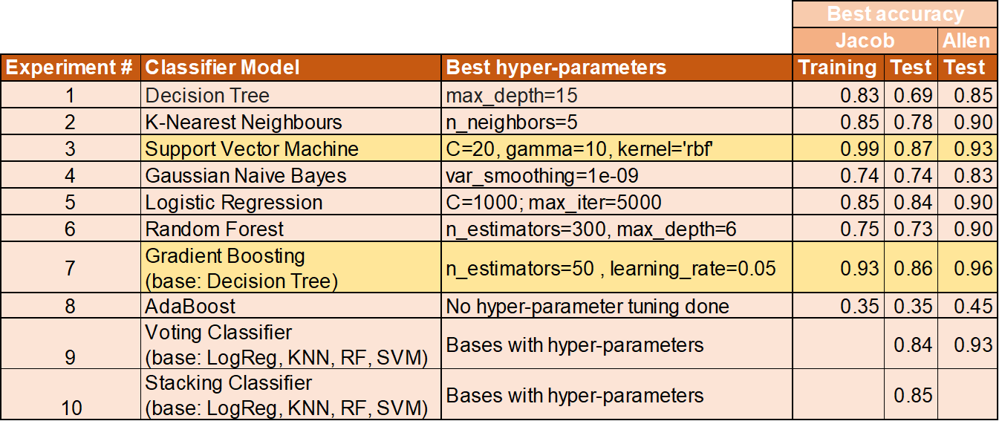 Best accuracy
Jacob Allen
Experiment # Classifier Model Best hyper-parameters Training Test Test
1 Decision Tree max_depth=15 0.83 0.69 0.85
2 K-Nearest Neighbours n_neighbors=5 0.85 0.78 0.90
3 Support Vector Machine C=20, gamma=10, kernel='rbf' 0.99 0.87 0.93
4 Gaussian Naive Bayes var_smoothing=1e-09 0.74 0.74 0.83
5 Logistic Regression C=1000; max_iter=5000 0.85 0.84 0.90
6 Random Forest n_estimators=300, max_depth=6 0.75 0.73 0.90
Gradient Boosting
7 (base: Decision Tree) n_estimators=50 , learning_rate=0.05 0.93 0.86 0.96
8 AdaBoost No hyper-parameter tuning done 0.35 0.35 0.45
Voting Classifier
9 (base: LogReg, KNN, RF, SVM) Bases with hyper-parameters 0.84 0.93
Stacking Classifier
10 (base: LogReg, KNN, RF, SVM) Bases with hyper-parameters 0.85